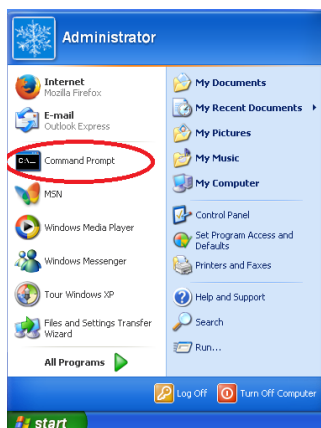 Administrator
Internet
Mozilla Firefox
E-mail
Outlook Express
C:\...
Command Prompt
MSN
Windows Media Player
Windows Messenger
Tour Windows XP
Files and Settings Transfer
Wizard
All Programs
My Documents
My Recent Documents
My Pictures
My Music
My Computer
Control Panel
Set Program Access and
Defaults
Printers and Faxes
Help and Support
Search
Run...
Log Off
Turn Off Computer
start